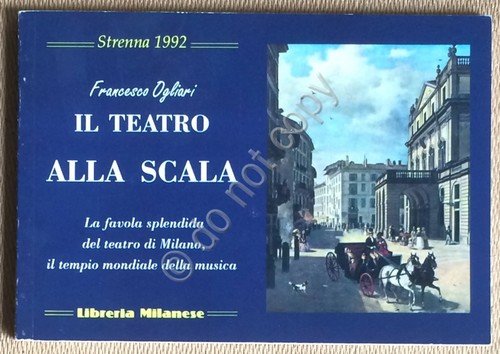 Strenna 1992
Francesco Ogliari
IL TEATRO
ALLA SCALA
La favola splendida
del teatro di Milano,
il tempio mondiale della musica
Libreria Milanese
© do not copy